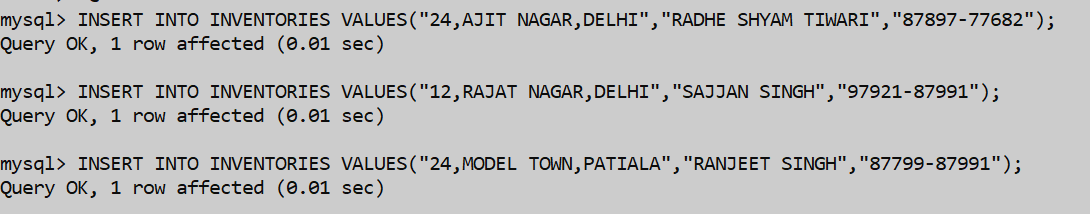 mysql> INSERT INTO INVENTORIES VALUES("24,AJIT NAGAR,DELHI","RADHE SHYAM TIWARI","87897-77682");
Query OK, 1 row affected (0.01 sec)
mysql> INSERT INTO INVENTORIES VALUES("12,RAJAT NAGAR,DELHI","SAJJAN SINGH","97921-87991");
Query OK, 1 row affected (0.01 sec)
mysql> INSERT INTO INVENTORIES VALUES("24,MODEL TOWN,PATIALA","RANJEET SINGH","87799-87991");
Query OK, 1 row affected (0.01 sec)